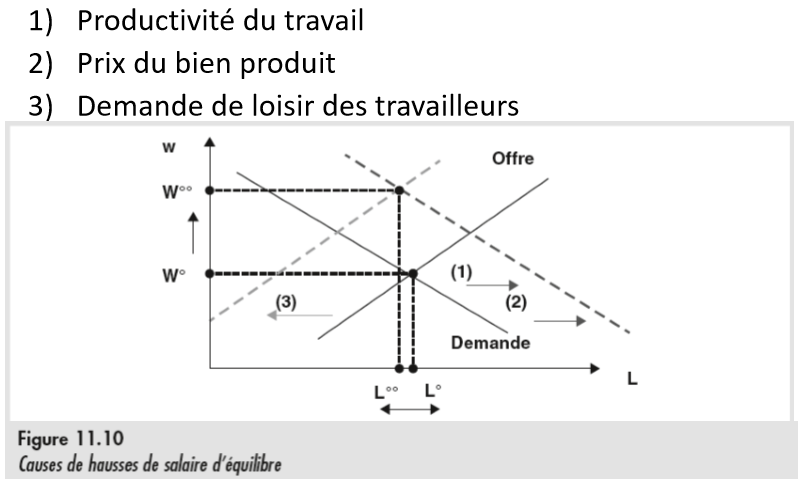 1) Productivité du travail
2) Prix du bien produit
3) Demande de loisir des travailleurs
w
Offre
W°°
W°
(1)
(3)
(2)
Demande
L
L°° L°
Figure 11.10
Causes de hausses de salaire d'équilibre